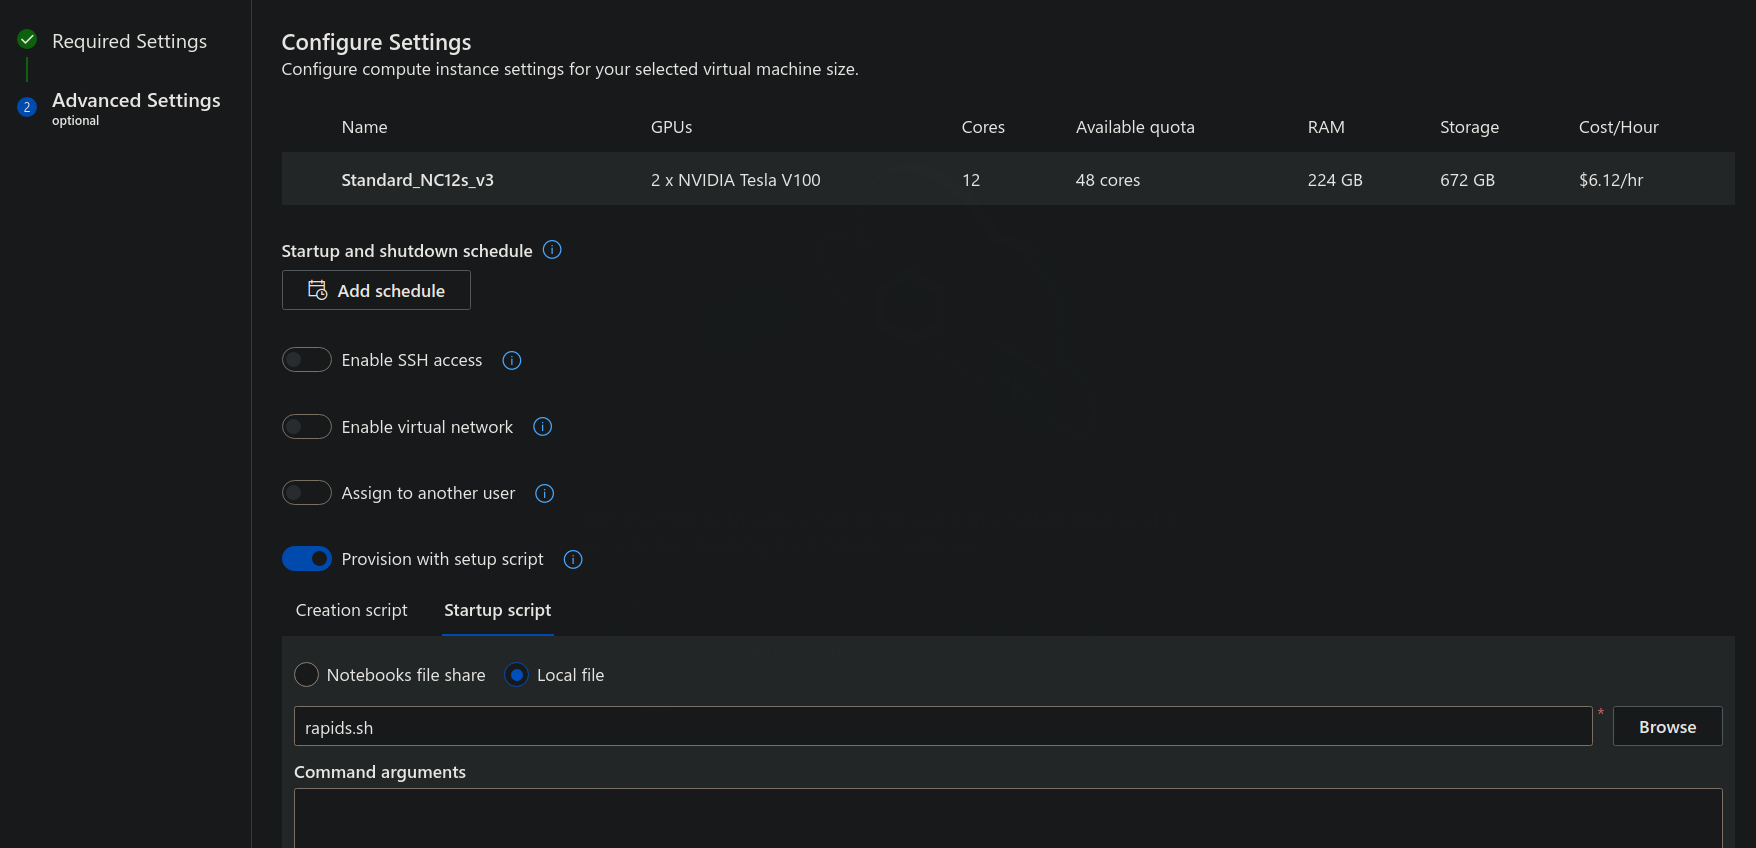 Required Settings
2
Advanced Settings
optional
Configure Settings
Configure compute instance settings for your selected virtual machine size.
Name GPUs Cores Available quota RAM Storage Cost/Hour
Standard_NC12s_v3 2 x NVIDIA Tesla V100 12 48 cores 224 GB 672 GB $6.12/hr
Startup and shutdown schedule
Add schedule
Enable SSH access
Enable virtual network
Assign to another user
Provision with setup script
Creation script Startup script
Notebooks file share Local file
rapids.sh * Browse
Command arguments